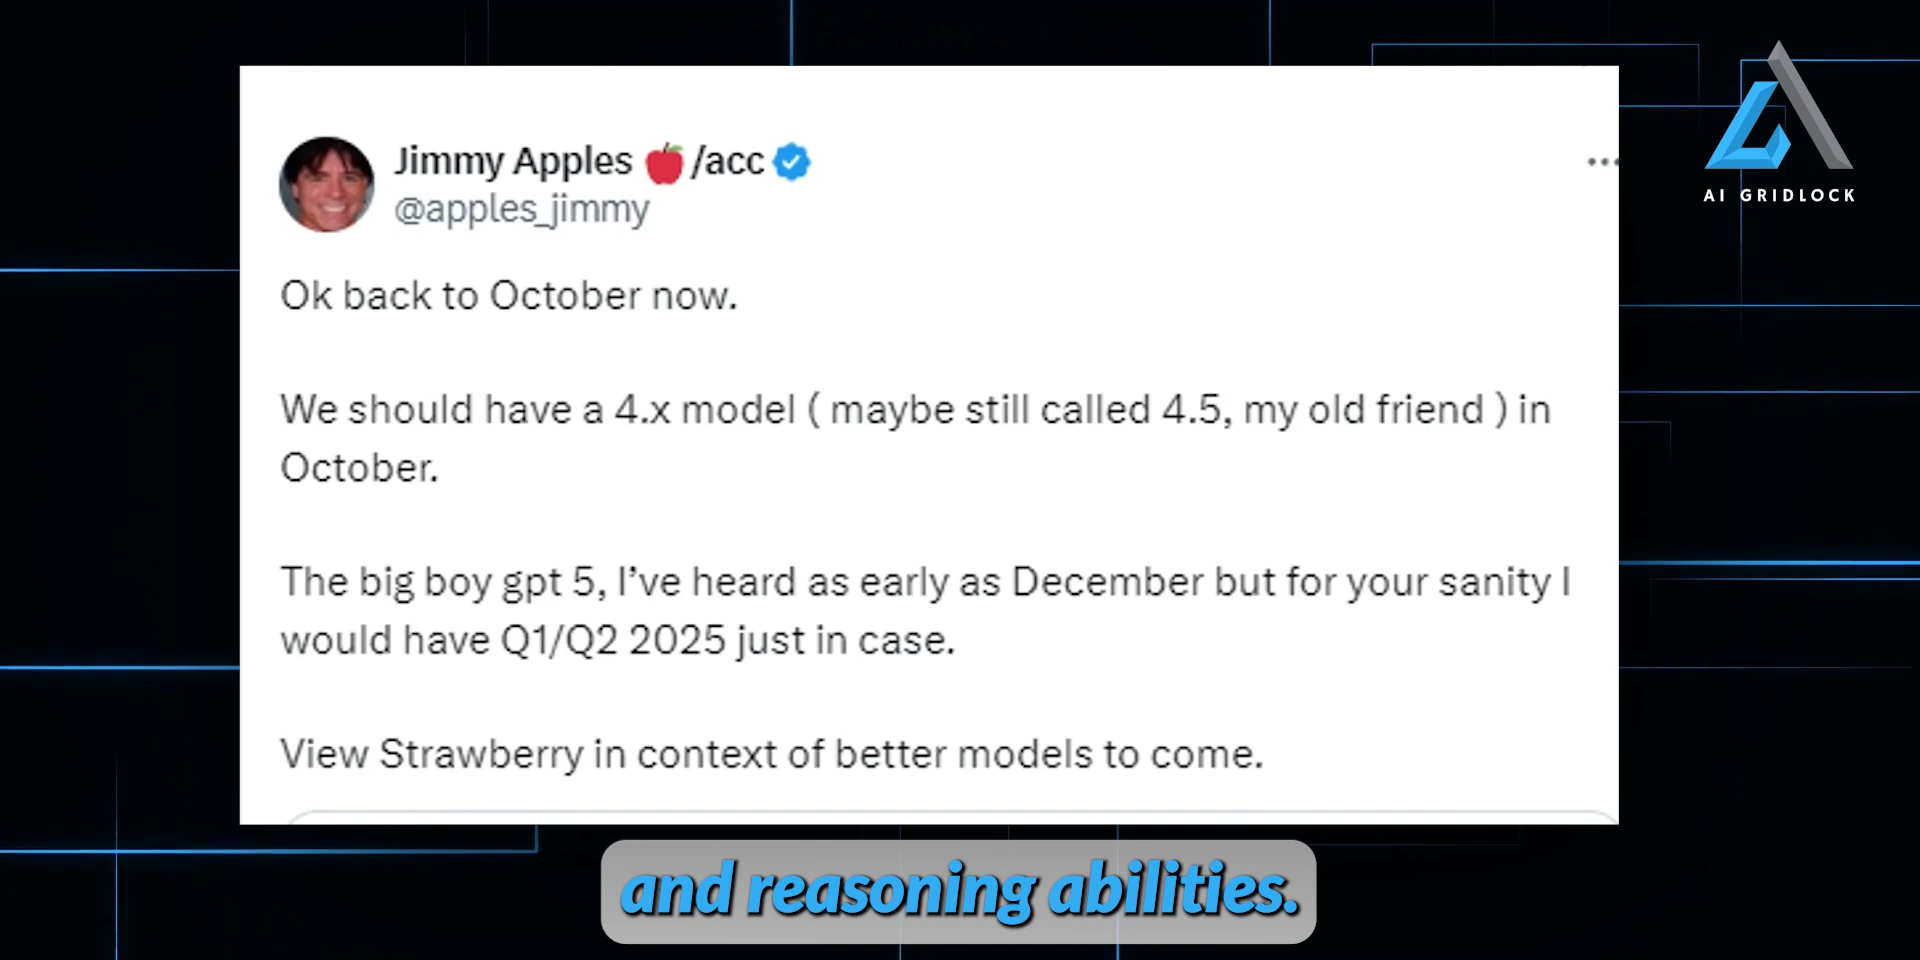 Jimmy Apples 🍎/acc
@apples_jimmy
AI GRIDLOCK
Ok back to October now.
We should have a 4.x model ( maybe still called 4.5, my old friend ) in
October.
The big boy gpt 5, I’ve heard as early as December but for your sanity I
would have Q1/Q2 2025 just in case.
View Strawberry in context of better models to come.
and reasoning abilities.